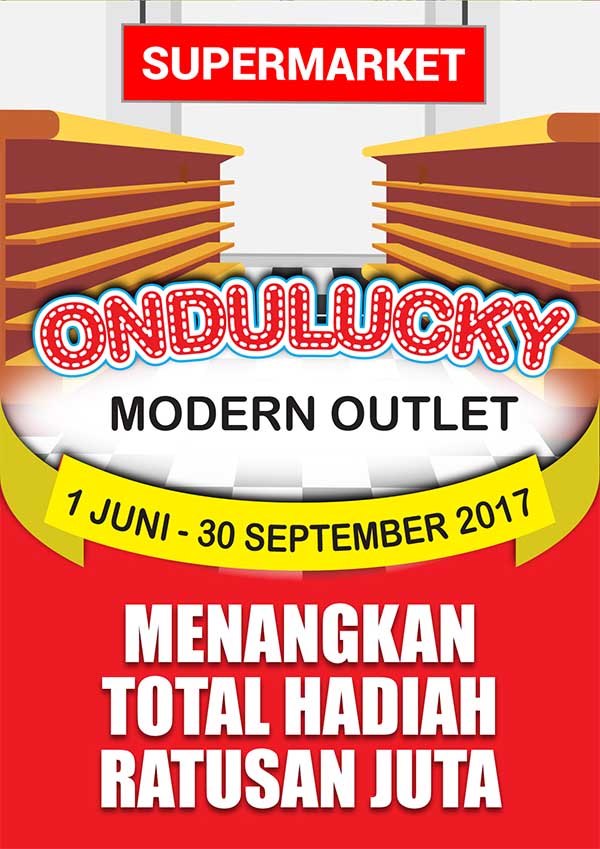 SUPERMARKET
ONDULUCKY
MODERN OUTLET
1 JUNI - 30 SEPTEMBER 2017
MENANGKAN
TOTAL HADIAH
RATUSAN JUTA